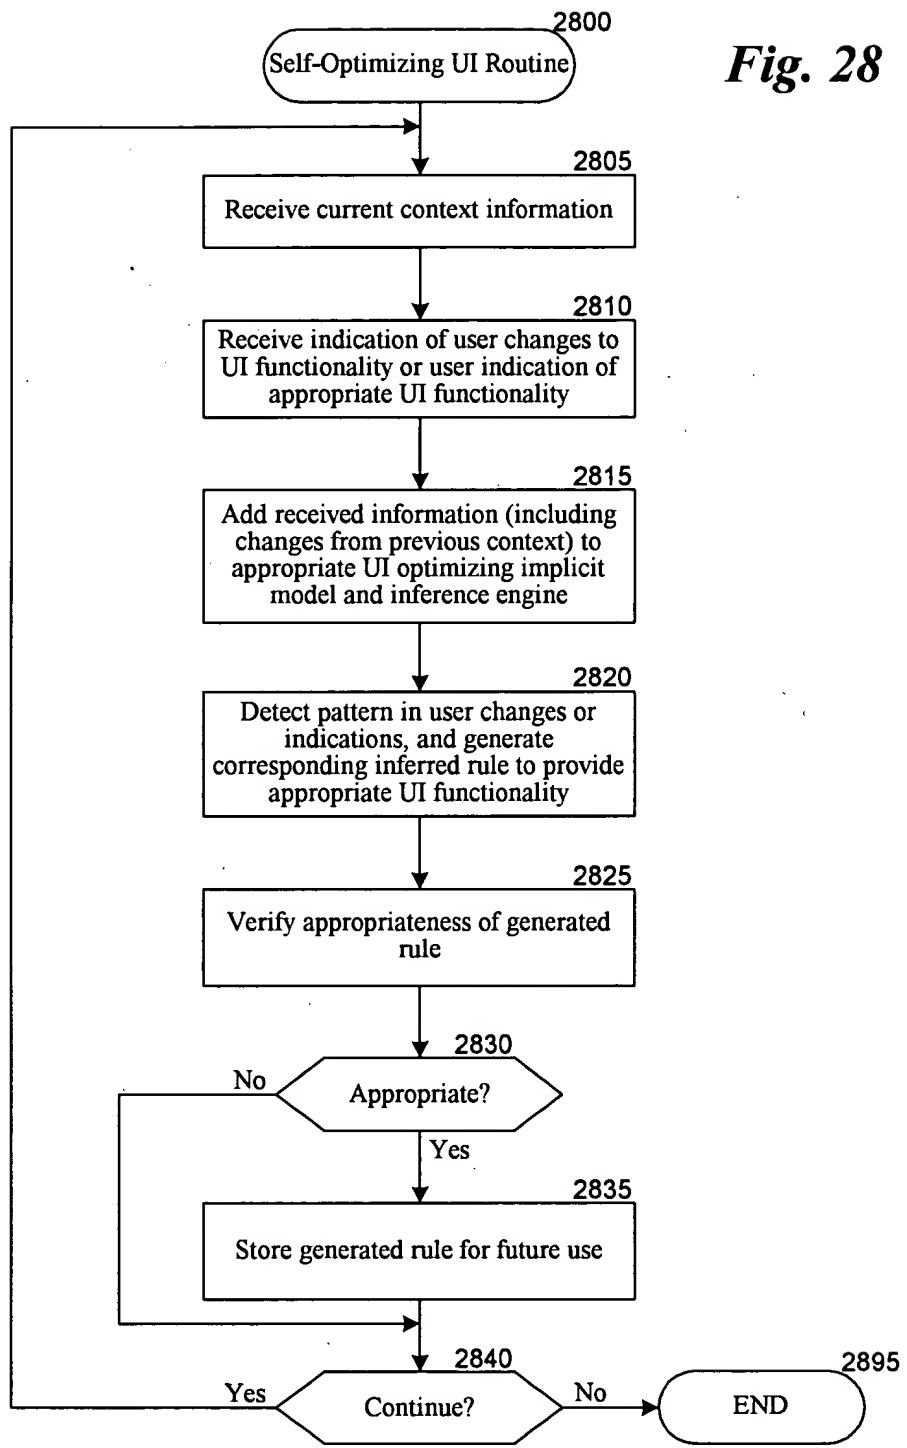 2800
Self-Optimizing UI Routine
Fig. 28
2805
Receive current context information
2810
Receive indication of user changes to
UI functionality or user indication of
appropriate UI functionality
2815
Add received information (including
changes from previous context) to
appropriate UI optimizing implicit
model and inference engine
2820
Detect pattern in user changes or
indications, and generate
corresponding inferred rule to provide
appropriate UI functionality
2825
Verify appropriateness of generated
rule
2830
No
Appropriate?
Yes
2835
Store generated rule for future use
2840
2895
Yes
Continue?
No
END